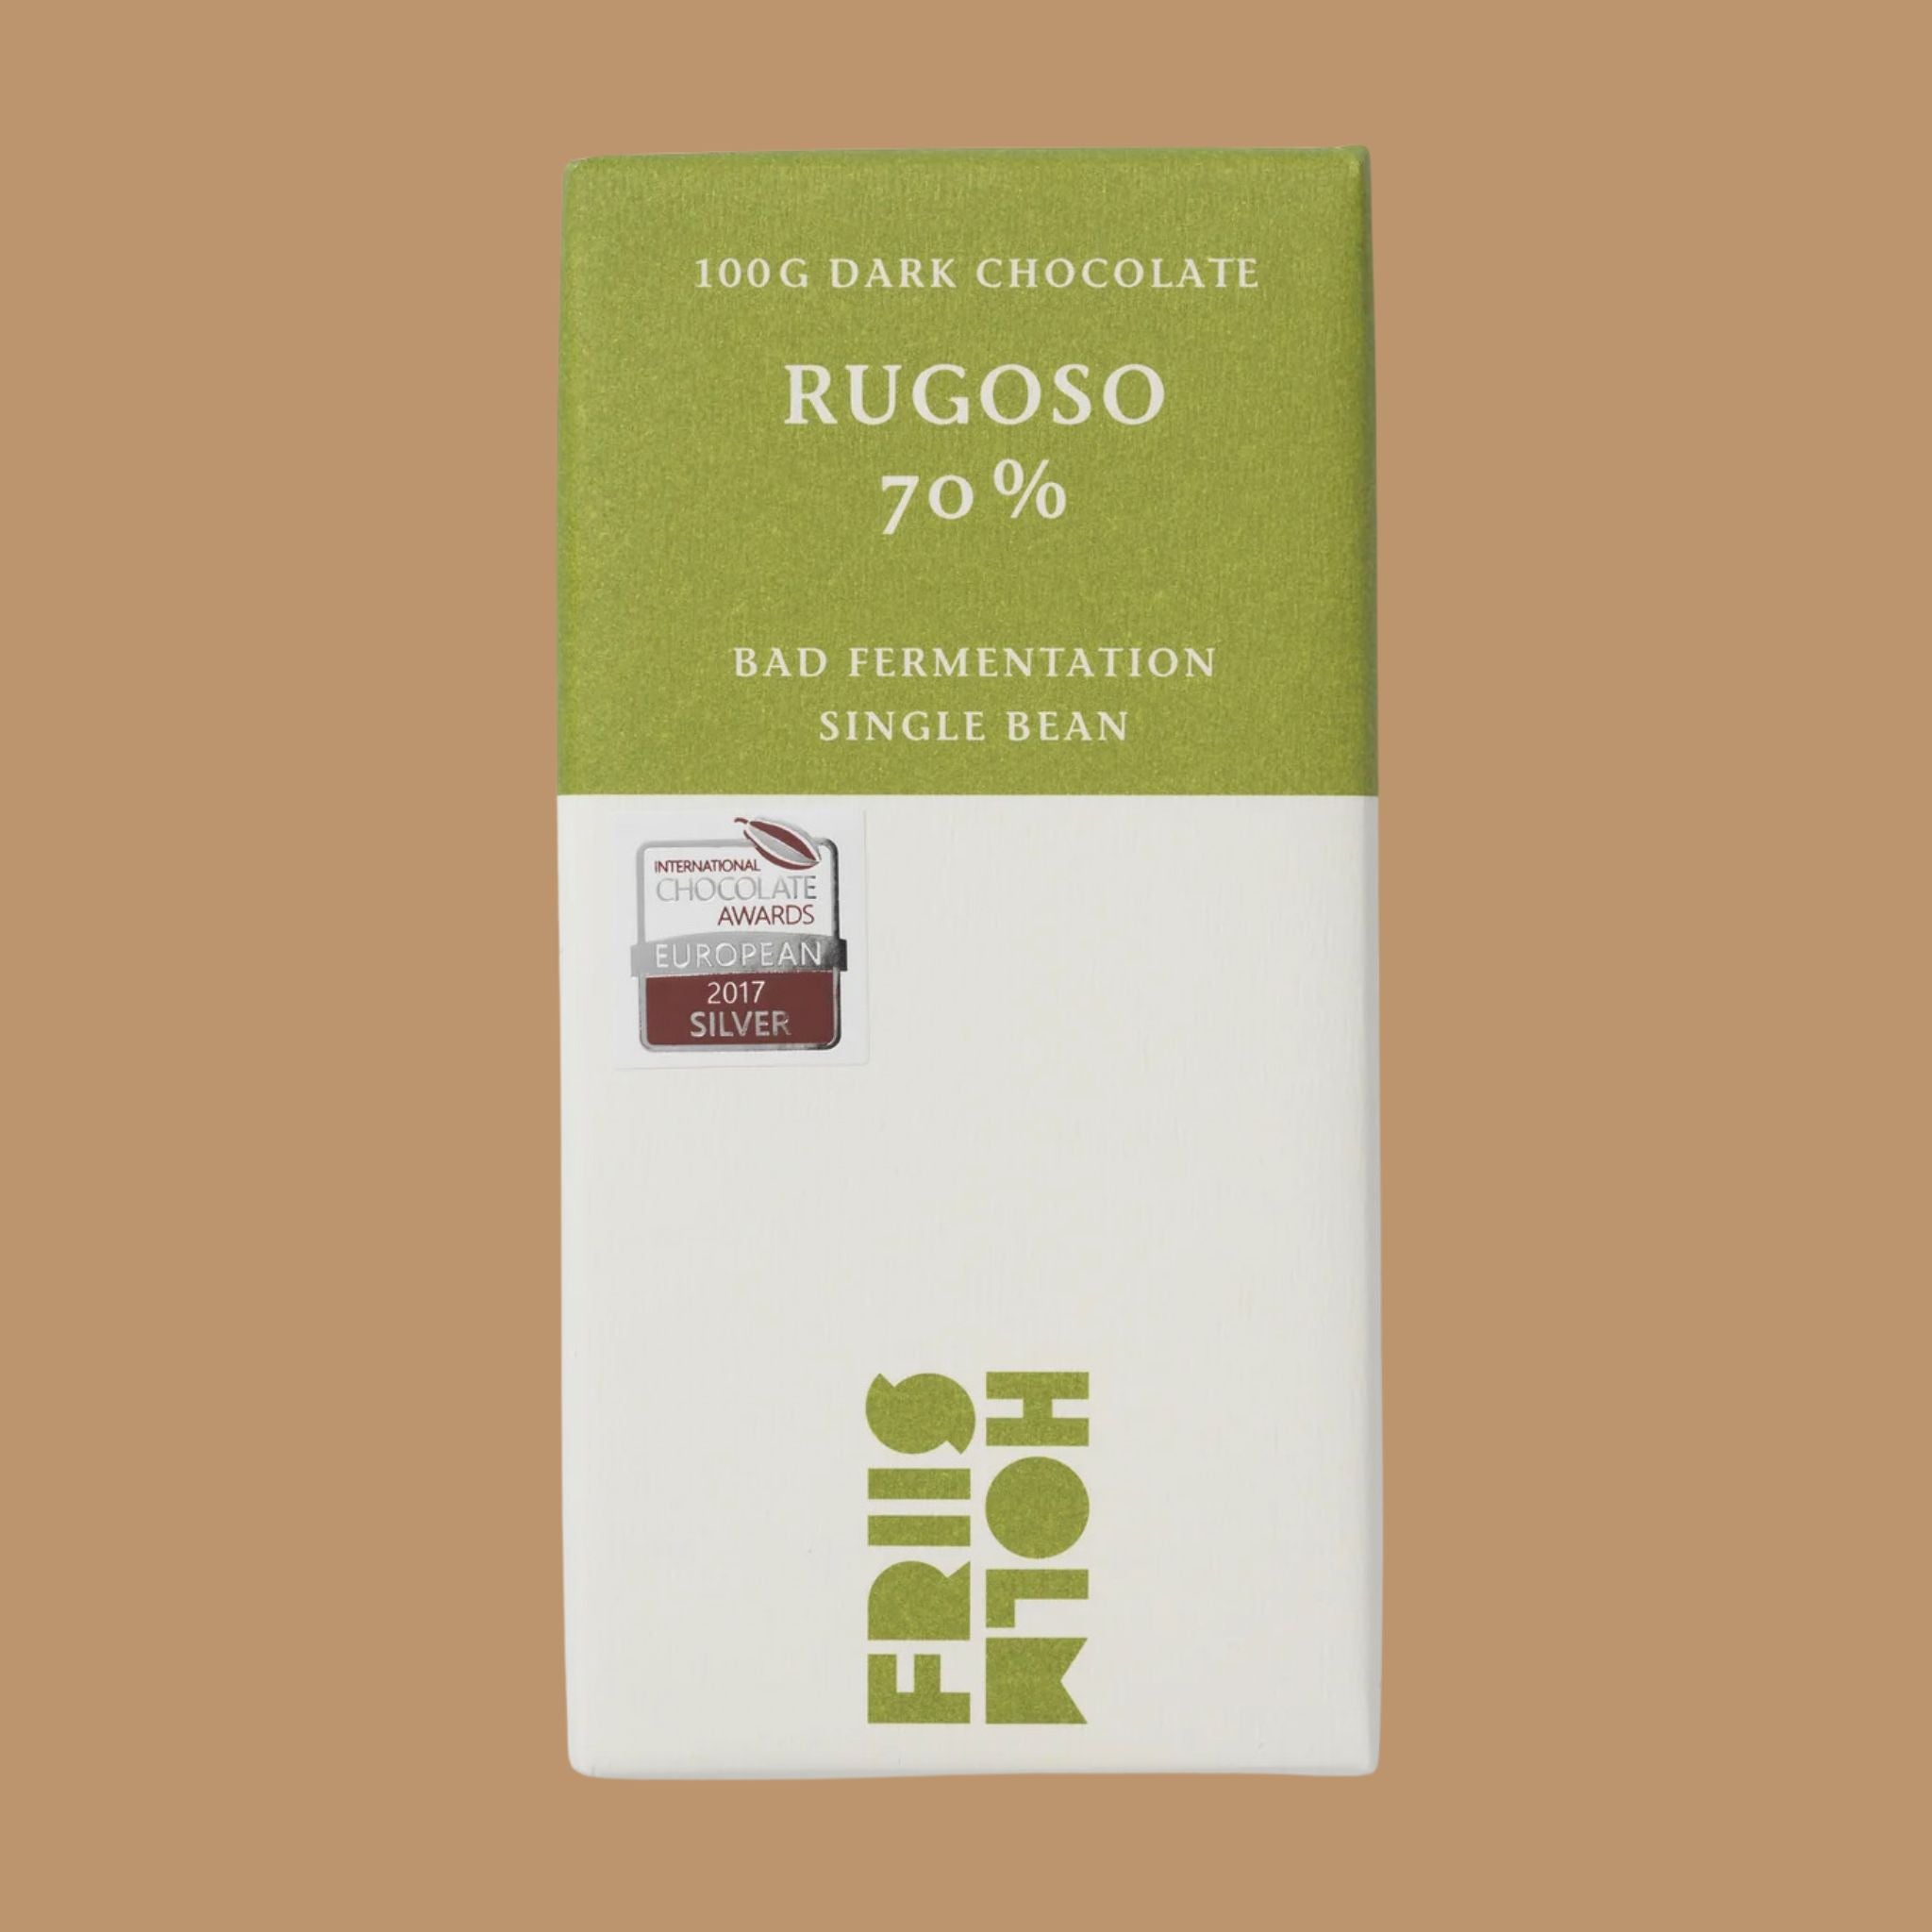 100G DARK CHOCOLATE
RUGOSO
70 %
BAD FERMENTATION
SINGLE BEAN
INTERNATIONAL
CHOCOLATE
AWARDS
EUROPEAN
2017
SILVER
FRIIS
HOLM